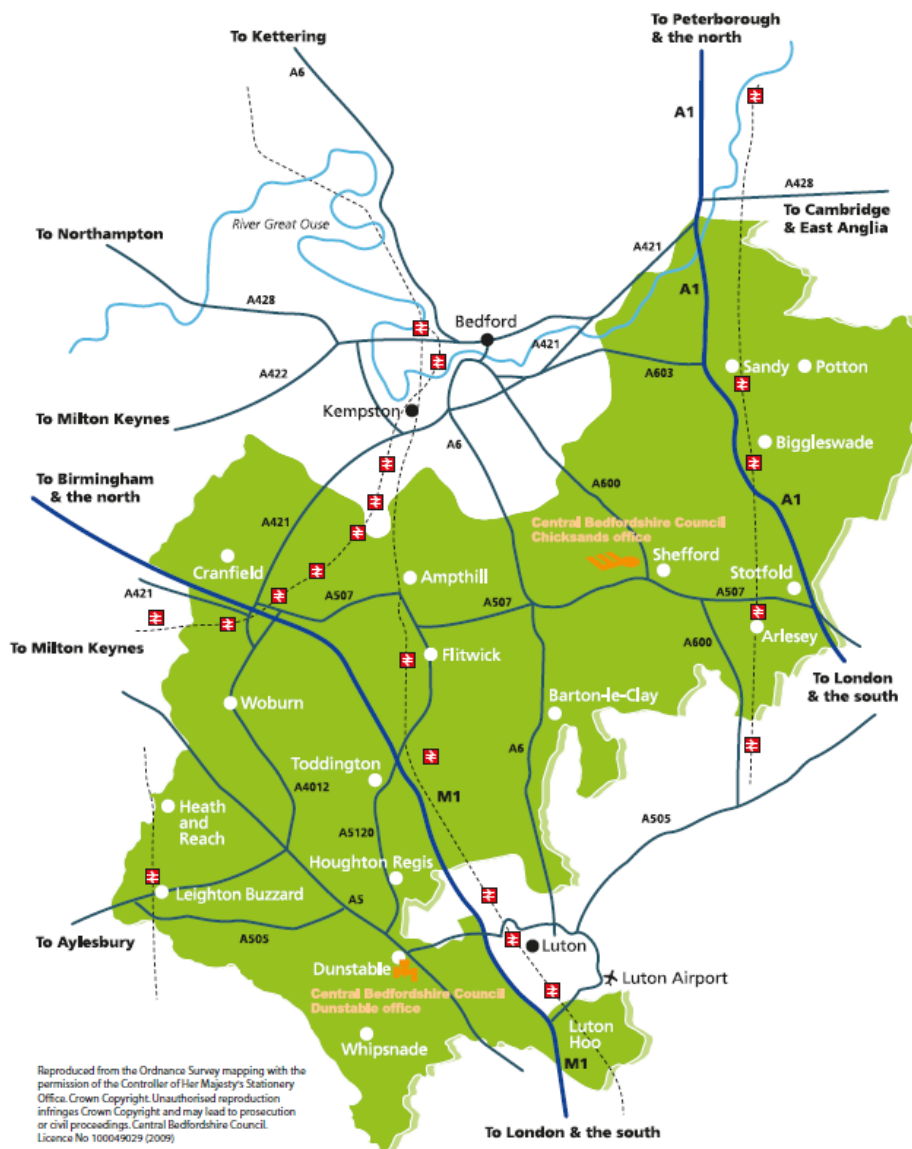 To Peterborough
& the north
To Kettering
A6
A1
A428
To Cambridge
& East Anglia
River Great Ouse
To Northampton
A421
A428
A1
Bedford
A421
A422
A603
Sandy
Potton
To Milton Keynes
Kempston
A6
Biggleswade
To Birmingham
& the north
A600
A1
A421
Central Bedfordshire Council
Chicksands office
Shefford
Cranfield
Ampthill
Stotfold
A421
A507
A507
A507
To Milton Keynes
A600
Arlesey
Flitwick
To London
& the south
Woburn
Barton-le-Clay
A6
Toddington
A4012
M1
Heath
and
Reach
A5120
A505
Houghton Regis
Leighton Buzzard
A5
To Aylesbury
A505
Luton
Dunstable
Luton Airport
Central Bedfordshire Council
Dunstable office
Luton
Hoo
Whipsnade
M1
Reproduced from the Ordnance Survey mapping with the
permission of the Controller of Her Majesty's Stationery
Office. Crown Copyright. Unauthorised reproduction
infringes Crown Copyright and may lead to prosecution
or civil proceedings. Central Bedfordshire Council.
Licence No 100049029 (2009)
To London & the south